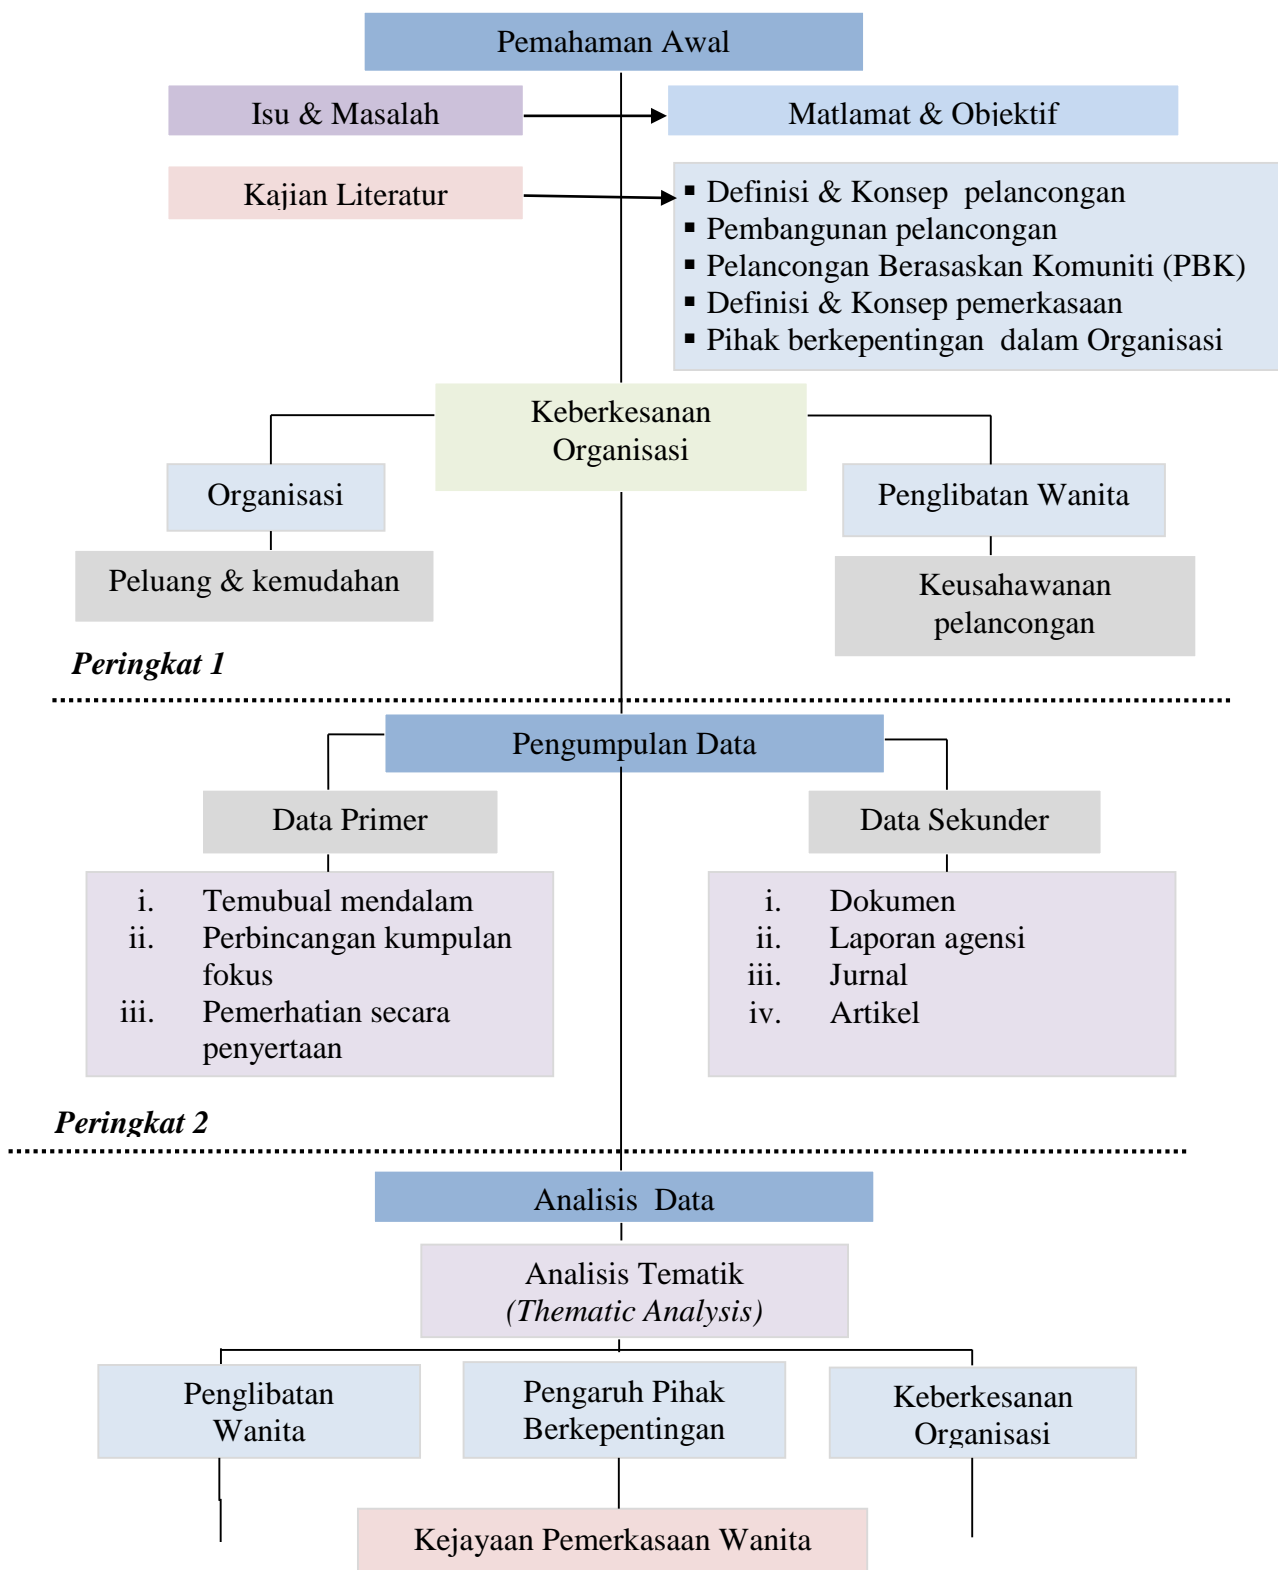 Pemahaman Awal
Isu & Masalah
Matlamat & Objektif
Kajian Literatur
▪ Definisi & Konsep pelancongan
▪ Pembangunan pelancongan
▪ Pelancongan Berasaskan Komuniti (PBK)
▪ Definisi & Konsep pemerkasaan
▪ Pihak berkepentingan dalam Organisasi
Keberkesanan
Organisasi
Organisasi
Penglibatan Wanita
Peluang & kemudahan
Keusahawanan
pelancongan
Peringkat 1
Pengumpulan Data
Data Primer
Data Sekunder
i. Temubual mendalam
ii. Perbincangan kumpulan
fokus
iii. Pemerhatian secara
penyertaan
i. Dokumen
ii. Laporan agensi
iii. Jurnal
iv. Artikel
Peringkat 2
Analisis Data
Analisis Tematik
(Thematic Analysis)
Penglibatan
Wanita
Pengaruh Pihak
Berkepentingan
Keberkesanan
Organisasi
Kejayaan Pemerkasaan Wanita